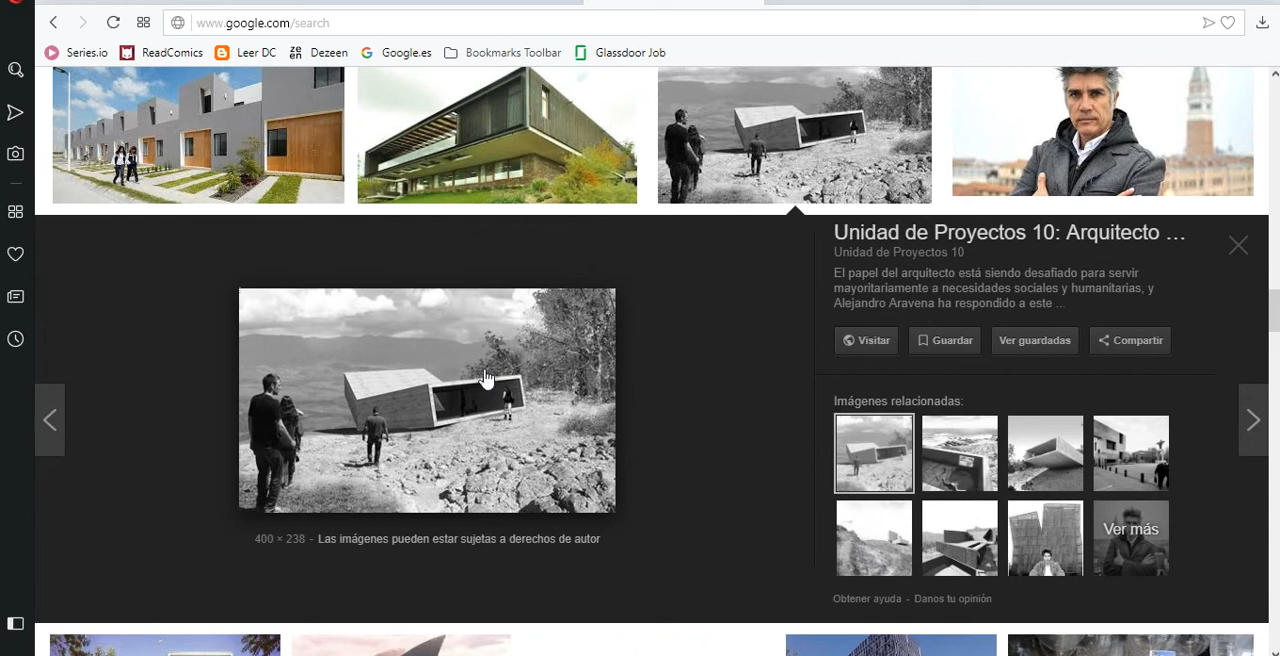 www.google.com/search
Series.io
ReadComics
Leer DC
Dezeen
Google.es
Bookmarks Toolbar
Glassdoor Job
Unidad de Proyectos 10: Arquitecto ...
Unidad de Proyectos 10
El papel del arquitecto está siendo desafiado para servir
mayoritariamente a necesidades sociales y humanitarias, y
Alejandro Aravena ha respondido a este ...
Visitar
Guardar
Ver guardadas
Compartir
Imágenes relacionadas:
Ver más
400 × 238 - Las imágenes pueden estar sujetas a derechos de autor
Obtener ayuda - Danos tu opinión